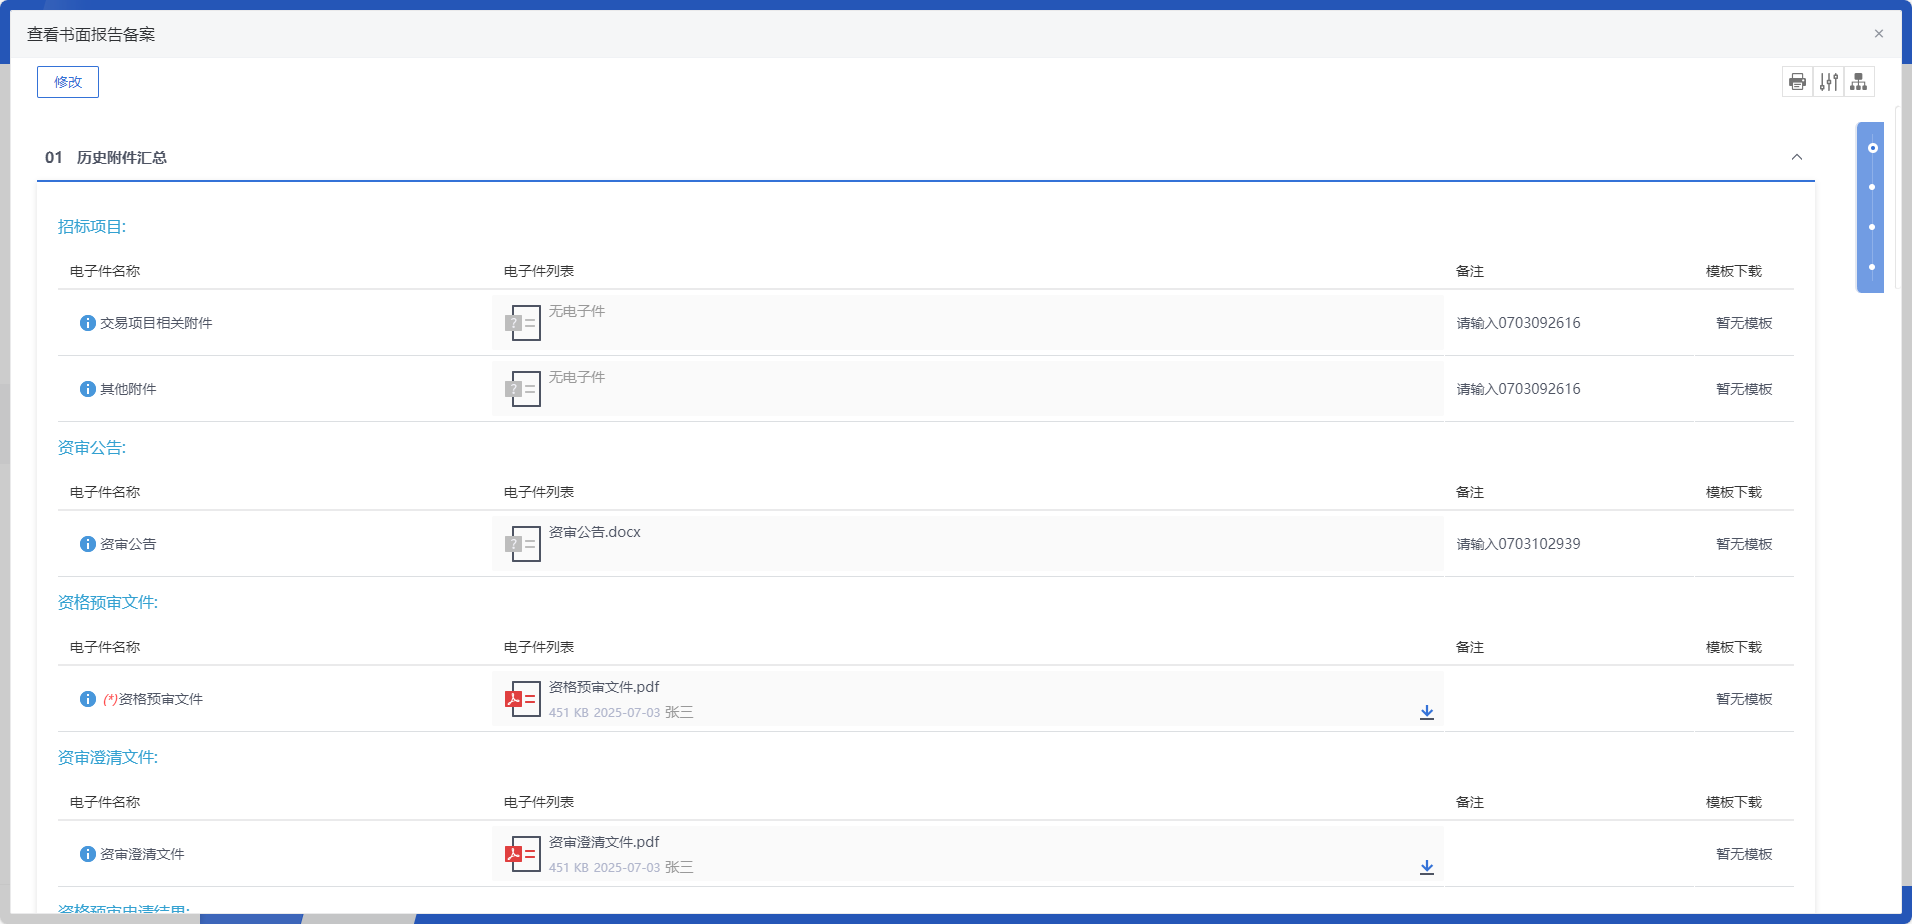 查看书面报告备案
修改
01 历史附件汇总
招标项目:
电子件名称 电子件列表 备注 模板下载
交易项目相关附件 无电子件 请输入0703092616 暂无模板
其他附件 无电子件 请输入0703092616 暂无模板
资审公告:
电子件名称 电子件列表 备注 模板下载
资审公告 资审公告.docx 请输入0703102939 暂无模板
资格预审文件:
电子件名称 电子件列表 备注 模板下载
(*)资格预审文件 资格预审文件.pdf 暂无模板
451 KB 2025-07-03 张三
资审澄清文件:
电子件名称 电子件列表 备注 模板下载
资审澄清文件 资审澄清文件.pdf 暂无模板
451 KB 2025-07-03 张三
资格预审申请结果: